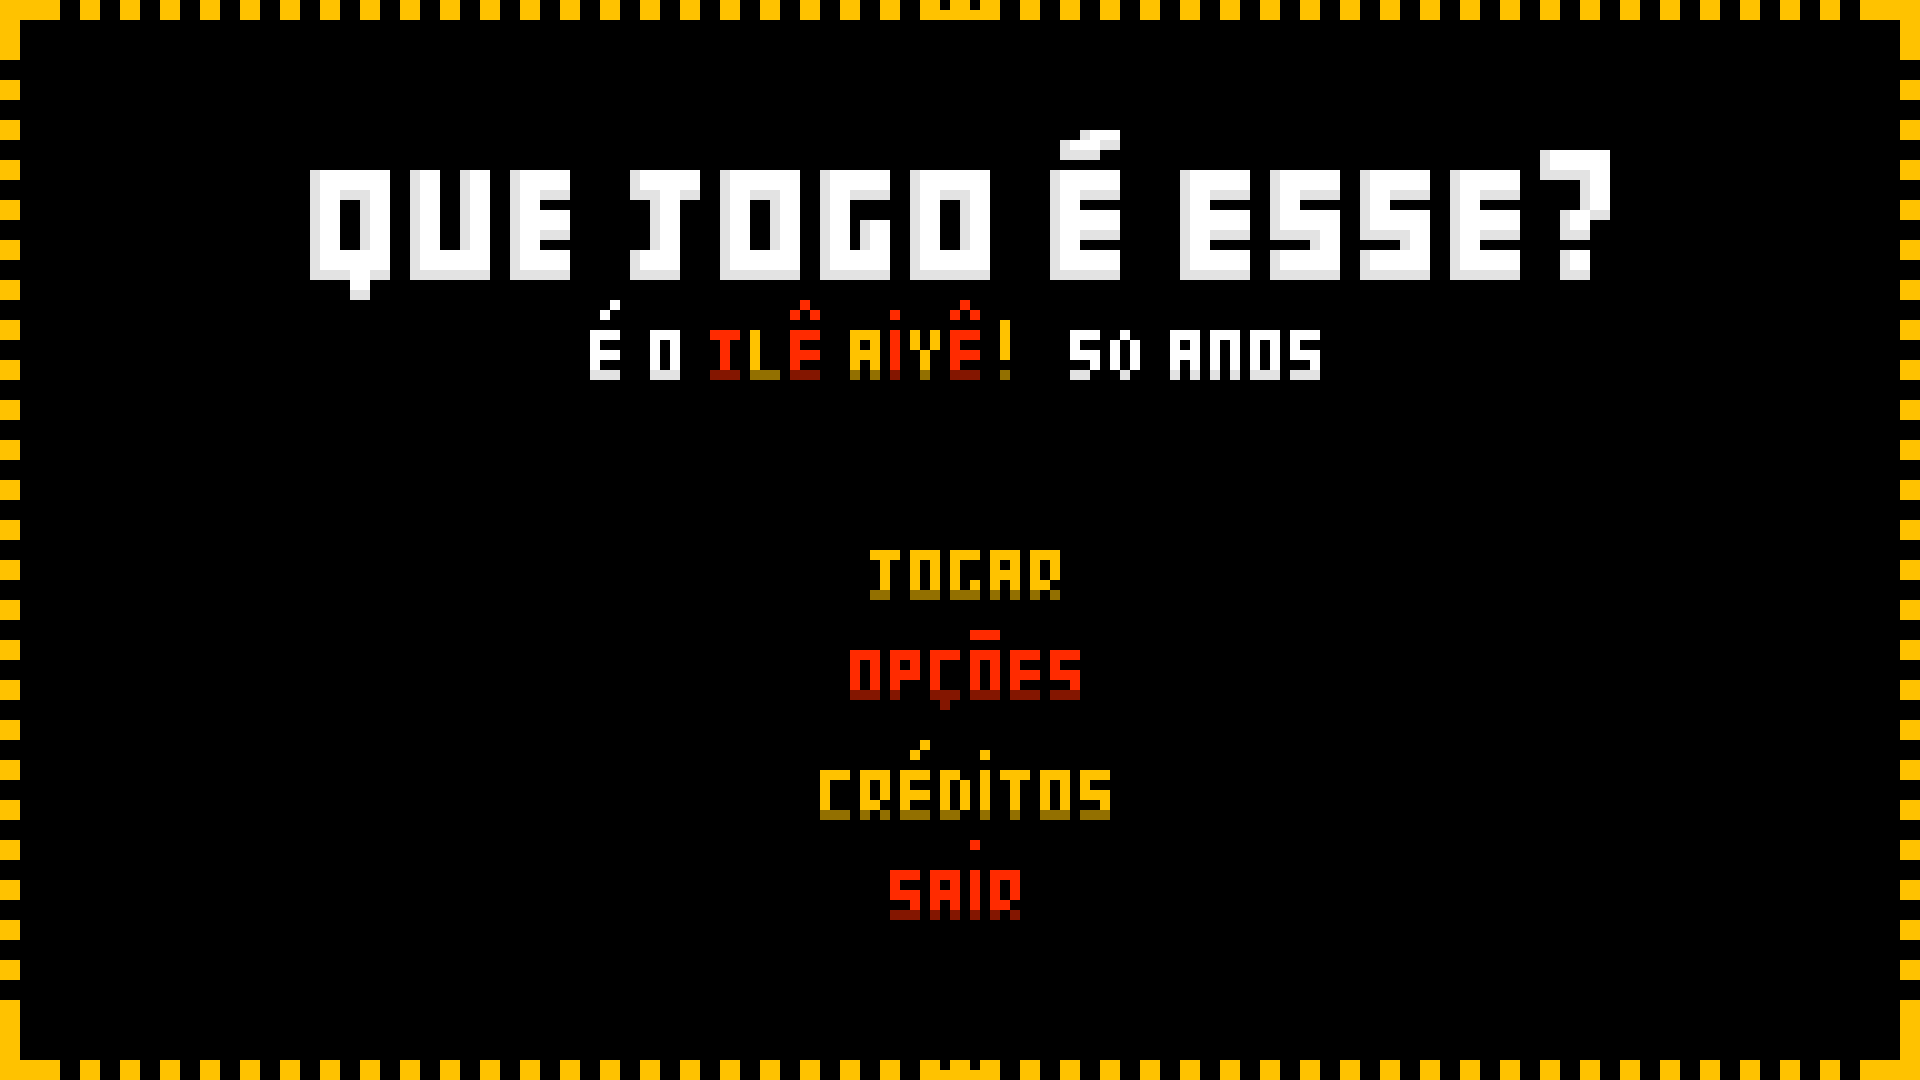 QUE JOGO É ESSE?
É O ILÊ AIYÊ! 50 ANOS
JOGAR
OPÇÕES
CRÉDITOS
SAIR